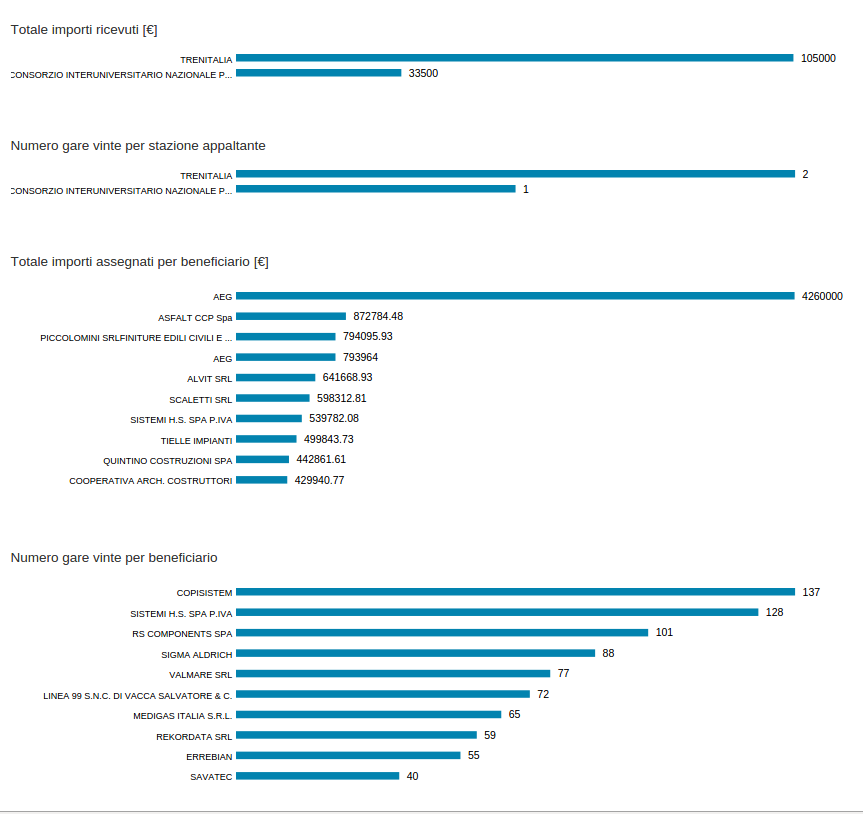 Totale importi ricevuti [€]
TRENITALIA 105000
CONSORZIO INTERUNIVERSITARIO NAZIONALE P... 33500
Numero gare vinte per stazione appaltante
TRENITALIA 2
CONSORZIO INTERUNIVERSITARIO NAZIONALE P... 1
Totale importi assegnati per beneficiario [€]
AEG 4260000
ASFALT CCP Spa 872784.48
PICCOLOMINI SRLFINITURE EDILI CIVILI E ... 794095.93
AEG 793964
ALVIT SRL 641668.93
SCALETTI SRL 598312.81
SISTEMI H.S. SPA P.IVA 539782.08
TIELLE IMPIANTI 499843.73
QUINTINO COSTRUZIONI SPA 442861.61
COOPERATIVA ARCH. COSTRUTTORI 429940.77
Numero gare vinte per beneficiario
COPISISTEM 137
SISTEMI H.S. SPA P.IVA 128
RS COMPONENTS SPA 101
SIGMA ALDRICH 88
VALMARE SRL 77
LINEA 99 S.N.C. DI VACCA SALVATORE & C. 72
MEDIGAS ITALIA S.R.L. 65
REKORDATA SRL 59
ERREBIAN 55
SAVATEC 40